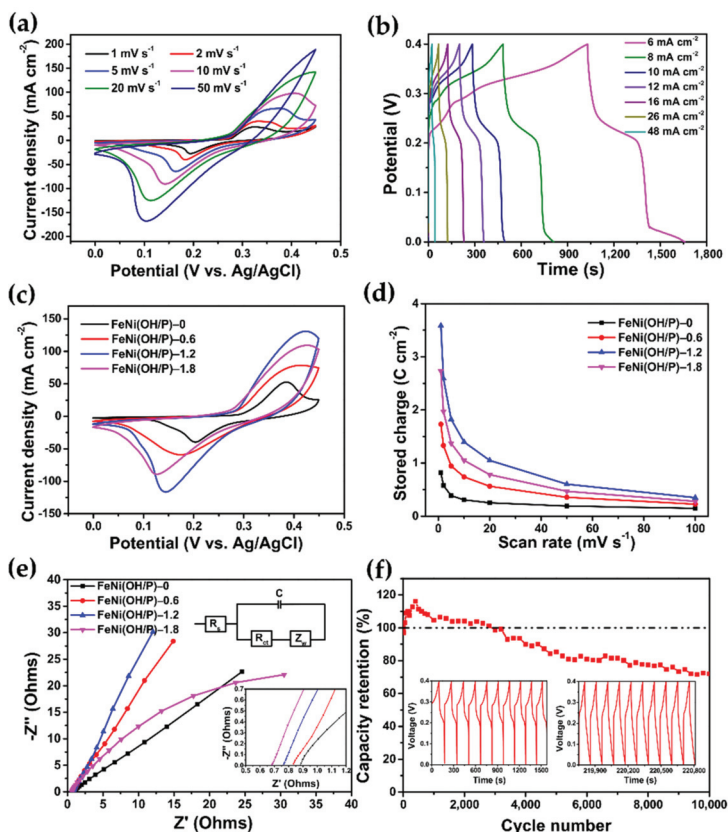 (a)
1 mV s⁻¹ 2 mV s⁻¹
5 mV s⁻¹ 10 mV s⁻¹
20 mV s⁻¹ 50 mV s⁻¹
Current density (mA cm⁻²)
200
150
100
50
0
-50
-100
-150
-200
0.0 0.1 0.2 0.3 0.4 0.5
Potential (V vs. Ag/AgCl)
(b)
6 mA cm⁻²
8 mA cm⁻²
10 mA cm⁻²
12 mA cm⁻²
16 mA cm⁻²
26 mA cm⁻²
48 mA cm⁻²
Potential (V)
0.4
0.3
0.2
0.1
0.0
0 300 600 900 1,200 1,500 1,800
Time (s)
(c)
FeNi(OH/P)–0
FeNi(OH/P)–0.6
FeNi(OH/P)–1.2
FeNi(OH/P)–1.8
Current density (mA cm⁻²)
200
150
100
50
0
-50
-100
-150
0.0 0.1 0.2 0.3 0.4 0.5
Potential (V vs. Ag/AgCl)
(d)
FeNi(OH/P)–0
FeNi(OH/P)–0.6
FeNi(OH/P)–1.2
FeNi(OH/P)–1.8
Stored charge (C cm⁻²)
4
3
2
1
0
0 20 40 60 80 100
Scan rate (mV s⁻¹)
(e)
FeNi(OH/P)–0
FeNi(OH/P)–0.6
FeNi(OH/P)–1.2
FeNi(OH/P)–1.8
C
Rs
Rct
Zw
-Z'' (Ohms)
40
35
30
25
20
15
10
5
0
0 5 10 15 20 25 30 35 40
Z' (Ohms)
-Z'' (Ohms)
0.7
0.6
0.4
0.3
0.1
0.0
0.5 0.6 0.7 0.8 0.9 1.0 1.1 1.2
Z' (Ohms)
(f)
Capacity retention (%)
140
120
100
80
60
40
20
0
0 2,000 4,000 6,000 8,000 10,000
Cycle number
Voltage (V)
0.4
0.3
0.2
0.1
0.0
0 300 600 900 1200 1500
Time (s)
Voltage (V)
0.4
0.3
0.2
0.1
0.0
219,900 220,200 220,500 220,800
Time (s)